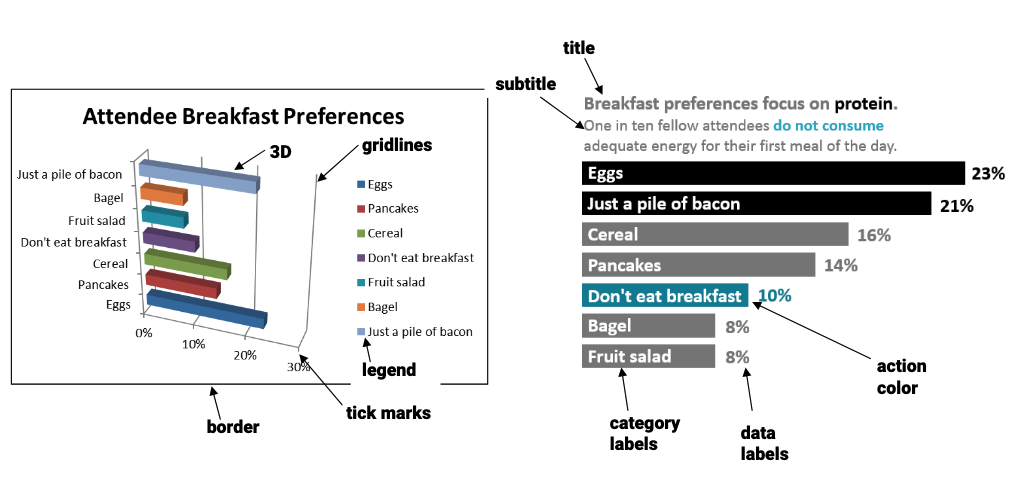 title
subtitle
Attendee Breakfast Preferences
3D
gridlines
Just a pile of bacon
Bagel
Fruit salad
Don't eat breakfast
Cereal
Pancakes
Eggs
0%
10%
20%
30%
Eggs
Pancakes
Cereal
Don't eat breakfast
Fruit salad
Bagel
Just a pile of bacon
legend
tick marks
border
Breakfast preferences focus on protein.
One in ten fellow attendees do not consume
adequate energy for their first meal of the day.
Eggs 23%
Just a pile of bacon 21%
Cereal 16%
Pancakes 14%
Don't eat breakfast 10%
Bagel 8%
Fruit salad 8%
action
color
category
labels
data
labels